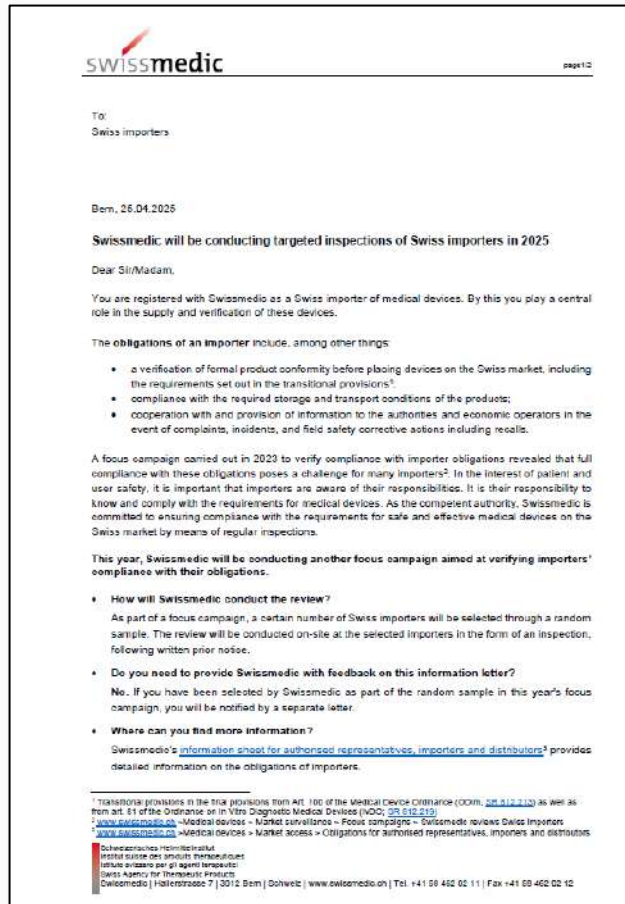 swissmedic
page1/2
To:
Swiss importers
Bern, 25.04.2025
Swissmedic will be conducting targeted inspections of Swiss importers in 2025
Dear Sir/Madam,
You are registered with Swissmedic as a Swiss importer of medical devices. By this you play a central
role in the supply and verification of these devices.
The obligations of an importer include, among other things:
• a verification of formal product conformity before placing devices on the Swiss market, including
the requirements set out in the transitional provisions¹;
• compliance with the required storage and transport conditions of the products;
• cooperation with and provision of information to the authorities and economic operators in the
event of complaints, incidents, and field safety corrective actions including recalls.
A focus campaign carried out in 2023 to verify compliance with importer obligations revealed that full
compliance with these obligations poses a challenge for many importers². In the interest of patient and
user safety, it is important that importers are aware of their responsibilities. It is their responsibility to
know and comply with the requirements for medical devices. As the competent authority, Swissmedic is
committed to ensuring compliance with the requirements for safe and effective medical devices on the
Swiss market by means of regular inspections.
This year, Swissmedic will be conducting another focus campaign aimed at verifying importers'
compliance with their obligations.
• How will Swissmedic conduct the review?
As part of a focus campaign, a certain number of Swiss importers will be selected through a random
sample. The review will be conducted on-site at the selected importers in the form of an inspection,
following written prior notice.
• Do you need to provide Swissmedic with feedback on this information letter?
No. If you have been selected by Swissmedic as part of the random sample in this year's focus
campaign, you will be notified by a separate letter.
• Where can you find more information?
Swissmedic's information sheet for authorised representatives, importers and distributors³ provides
detailed information on the obligations of importers.
¹ Transitional provisions in the final provisions from Art. 100 of the Medical Device Ordinance (ODim, SR 812.213) as well as
from art. 81 of the Ordinance on In Vitro Diagnostic Medical Devices (IvDO; SR 812.219)
² www.swissmedic.ch >Medical devices > Market surveillance > Focus campaigns > Swissmedic reviews Swiss importers
³ www.swissmedic.ch >Medical devices > Market access > Obligations for authorised representatives, importers and distributors
Schweizerisches Heilmittelinstitut
Institut suisse des produits thérapeutiques
Istituto svizzero per gli agenti terapeutici
Swiss Agency for Therapeutic Products
Swissmedic | Hallerstrasse 7 | 3012 Bern | Schweiz | www.swissmedic.ch | Tel. +41 58 462 02 11 | Fax +41 58 462 02 12